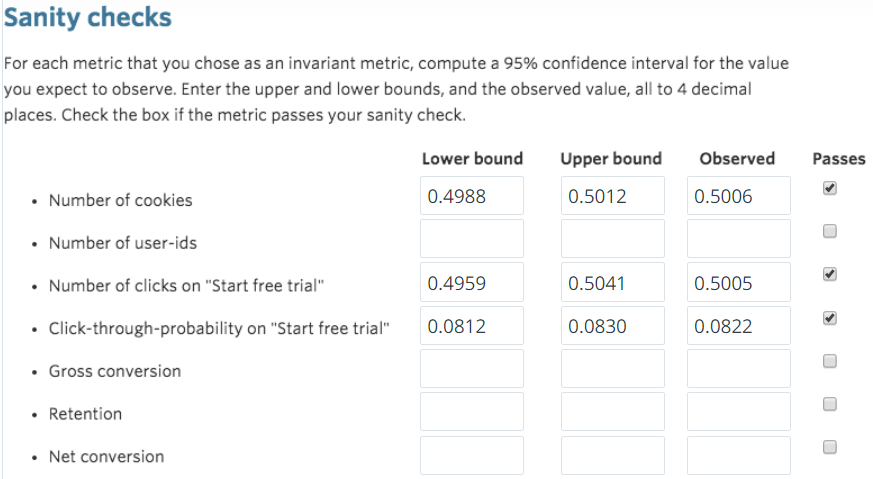 Sanity checks
For each metric that you chose as an invariant metric, compute a 95% confidence interval for the value
you expect to observe. Enter the upper and lower bounds, and the observed value, all to 4 decimal
places. Check the box if the metric passes your sanity check.
Lower bound Upper bound Observed Passes
• Number of cookies 0.4988 0.5012 0.5006
• Number of user-ids
• Number of clicks on "Start free trial" 0.4959 0.5041 0.5005
• Click-through-probability on "Start free trial" 0.0812 0.0830 0.0822
• Gross conversion
• Retention
• Net conversion